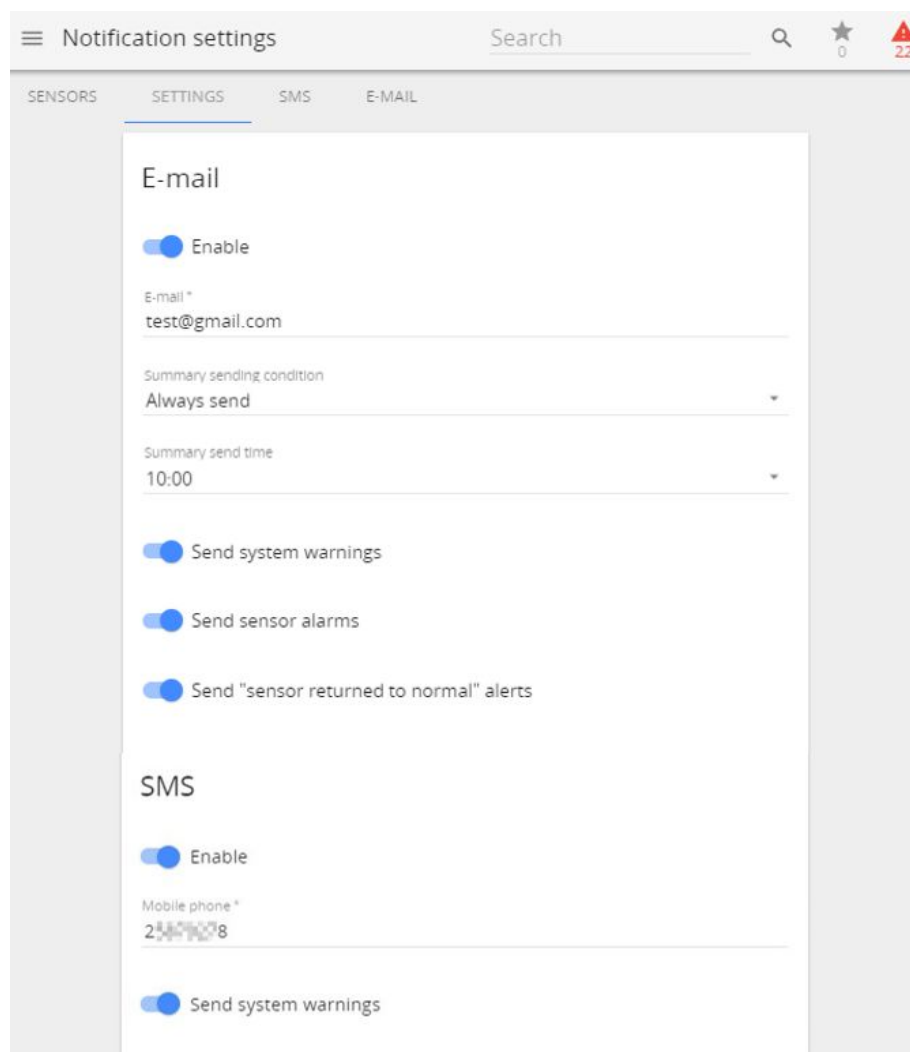 Notification settings Search
0 22
SENSORS SETTINGS SMS E-MAIL
E-mail
Enable
E-mail *
test@gmail.com
Summary sending condition
Always send
Summary send time
10:00
Send system warnings
Send sensor alarms
Send "sensor returned to normal" alerts
SMS
Enable
Mobile phone *
Send system warnings